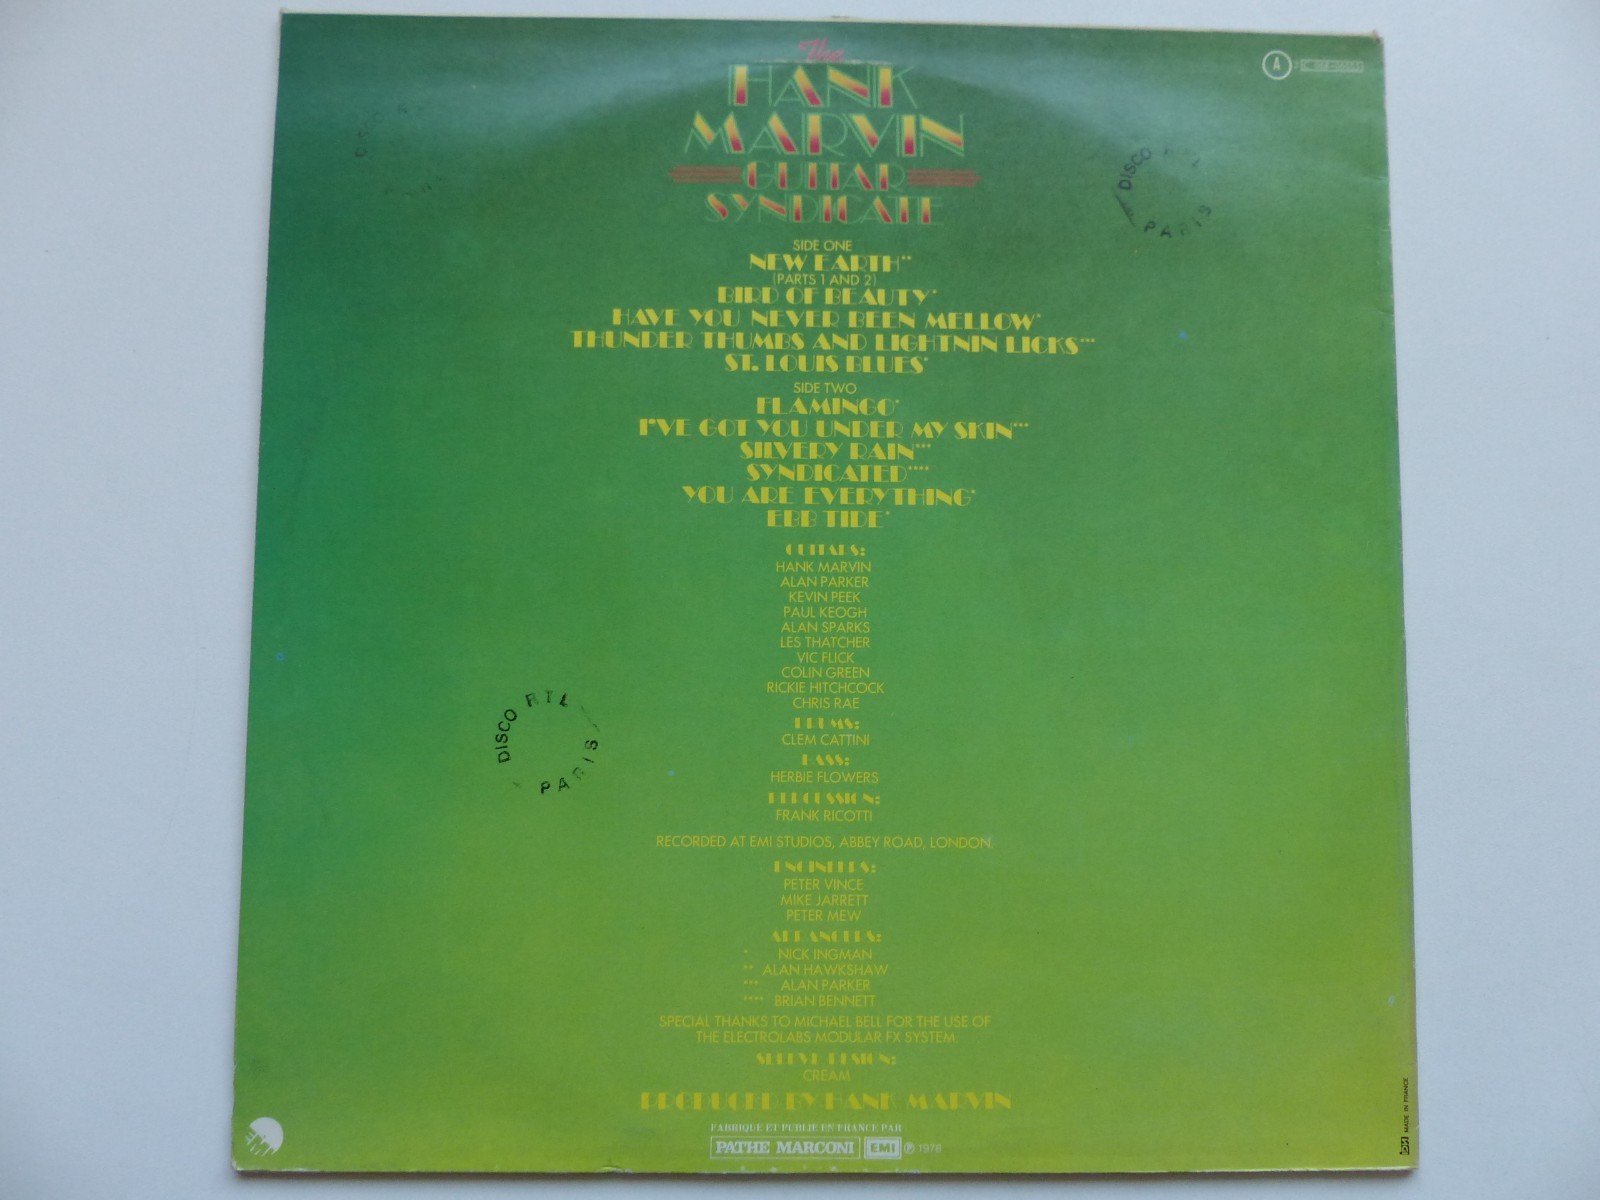 The
HANK
MARVIN
GUITAR
SYNDICATE
A
SIDE ONE
NEW EARTH**
(PARTS 1 AND 2)
BIRD OF BEAUTY*
HAVE YOU NEVER BEEN MELLOW*
THUNDER THUMBS AND LIGHTNIN LICKS***
ST. LOUIS BLUES*
SIDE TWO
FLAMINGO*
I'VE GOT YOU UNDER MY SKIN***
SILVERY RAIN***
SYNDICATED****
YOU ARE EVERYTHING*
EBB TIDE*
GUITARS:
HANK MARVIN
ALAN PARKER
KEVIN PEEK
PAUL KEOGH
ALAN SPARKS
LES THATCHER
VIC FLICK
COLIN GREEN
RICKIE HITCHCOCK
CHRIS RAE
DRUMS:
CLEM CATTINI
BASS:
HERBIE FLOWERS
PERCUSSION:
FRANK RICOTTI
RECORDED AT EMI STUDIOS, ABBEY ROAD, LONDON
ENGINEERS:
PETER VINCE
MIKE JARRETT
PETER MEW
ARRANGERS:
* NICK INGMAN
** ALAN HAWKSHAW
*** ALAN PARKER
**** BRIAN BENNETT
SPECIAL THANKS TO MICHAEL BELL FOR THE USE OF
THE ELECTROLABS MODULAR FX SYSTEM.
SLEEVE DESIGN:
CREAM
PRODUCED BY HANK MARVIN
FABRIQUE ET PUBLIE EN FRANCE PAR
PATHE MARCONI EMI ℗ 1978
MADE IN FRANCE
EMI
DISCO RTL
PARIS
DISCO RTL
PARIS